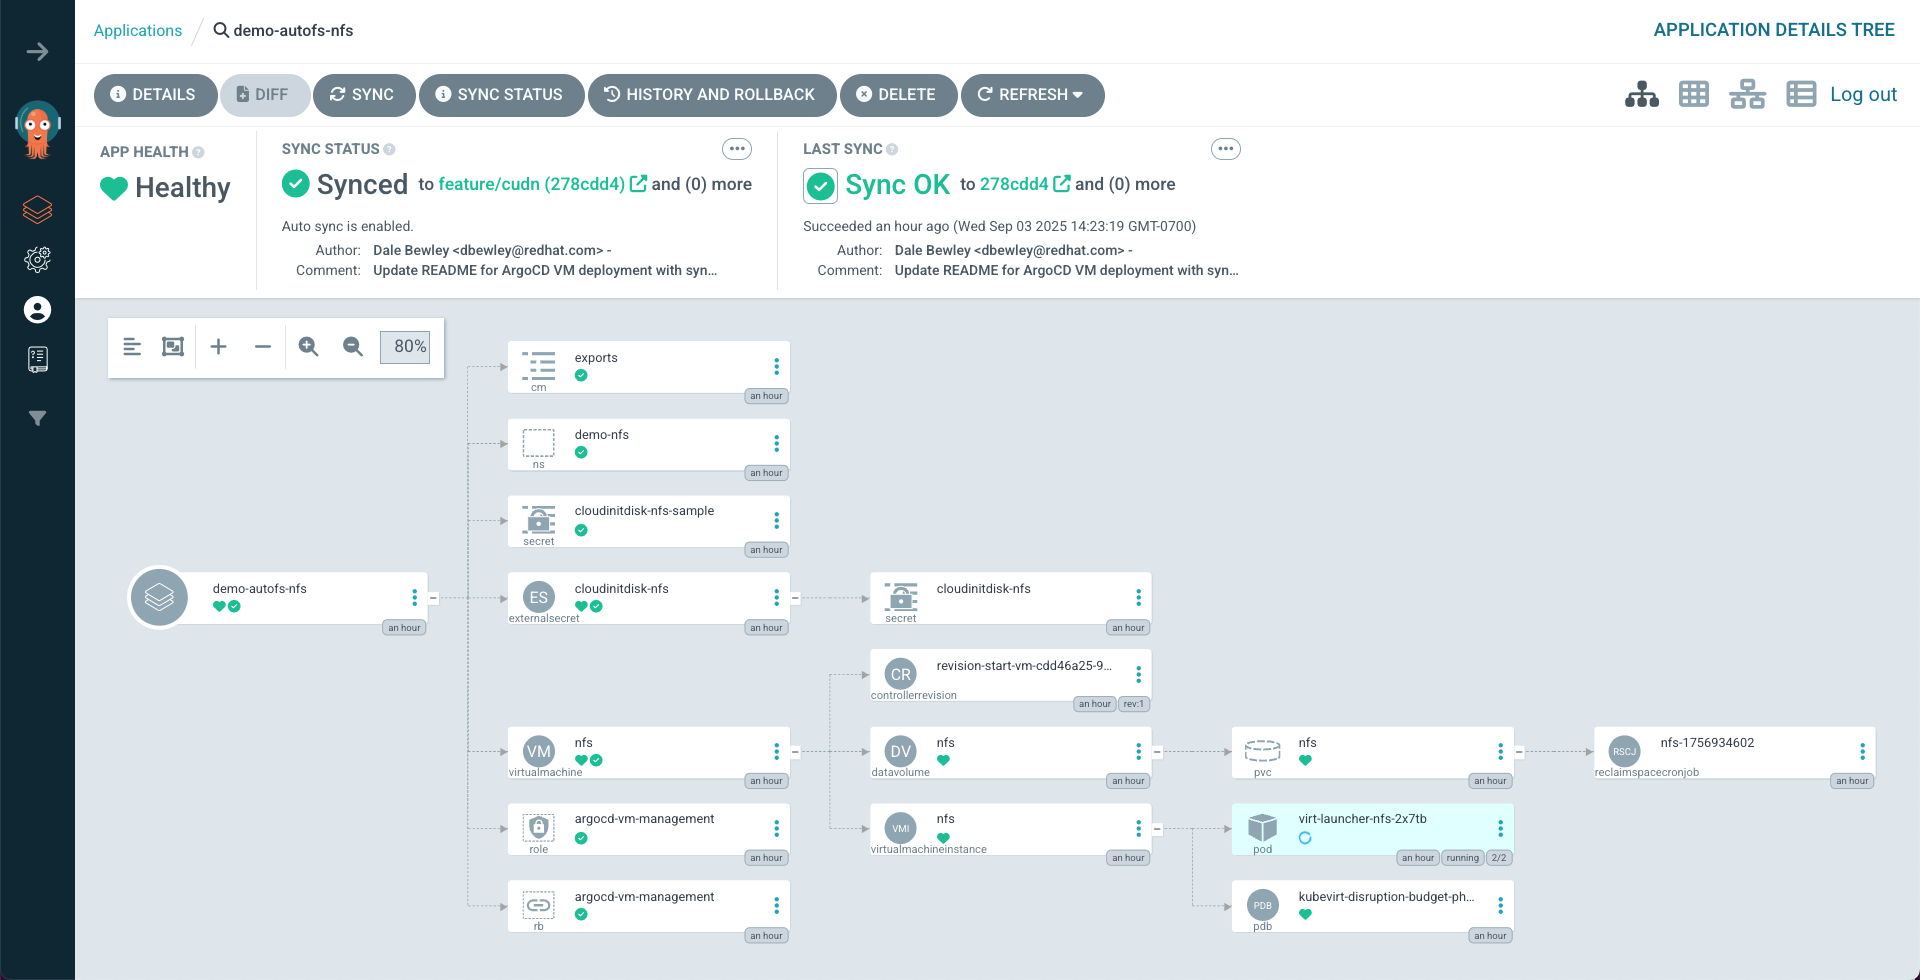 Applications
demo-autofs-nfs
APPLICATION DETAILS TREE
DETAILS
DIFF
SYNC
SYNC STATUS
HISTORY AND ROLLBACK
DELETE
REFRESH
Log out
APP HEALTH
Healthy
SYNC STATUS
Synced to feature/cudn (278cdd4) and (0) more
Auto sync is enabled.
Author: Dale Bewley <dbewley@redhat.com> -
Comment: Update README for ArgoCD VM deployment with syn...
LAST SYNC
Sync OK to 278cdd4 and (0) more
Succeeded an hour ago (Wed Sep 03 2025 14:23:19 GMT-0700)
Author: Dale Bewley <dbewley@redhat.com> -
Comment: Update README for ArgoCD VM deployment with syn...
80%
exports
cm
an hour
demo-nfs
ns
an hour
cloudinitdisk-nfs-sample
secret
an hour
demo-autofs-nfs
an hour
ES
cloudinitdisk-nfs
externalsecret
an hour
cloudinitdisk-nfs
secret
an hour
CR
revision-start-vm-cdd46a25-9...
controllerrevision
an hour
rev:1
VM
nfs
virtualmachine
an hour
DV
nfs
datavolume
an hour
nfs
pvc
an hour
RSCJ
nfs-1756934602
reclaimspacecronjob
an hour
argocd-vm-management
role
an hour
VMI
nfs
virtualmachineinstance
an hour
virt-launcher-nfs-2x7tb
pod
an hour
running
2/2
argocd-vm-management
rb
an hour
PDB
kubevirt-disruption-budget-ph...
pdb
an hour